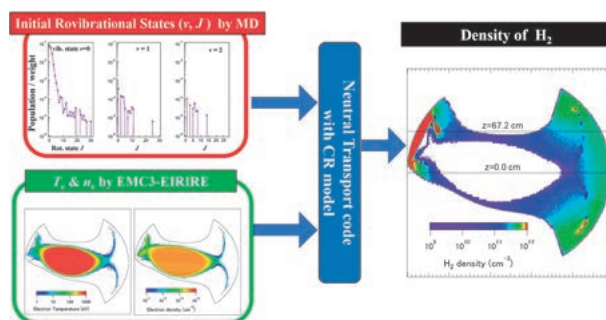 Initial Rovibrational States (v, J) by MD
Population / weight
vib. state v=0
v = 1
v = 2
Rot. state J
J
J
Te & ne by EMC3-EIRIRE
Electron Temperature (eV)
Electron density (cm⁻³)
Neutral Transport code
with CR model
Density of H₂
z=67.2 cm
z=0.0 cm
H₂ density (cm⁻³)